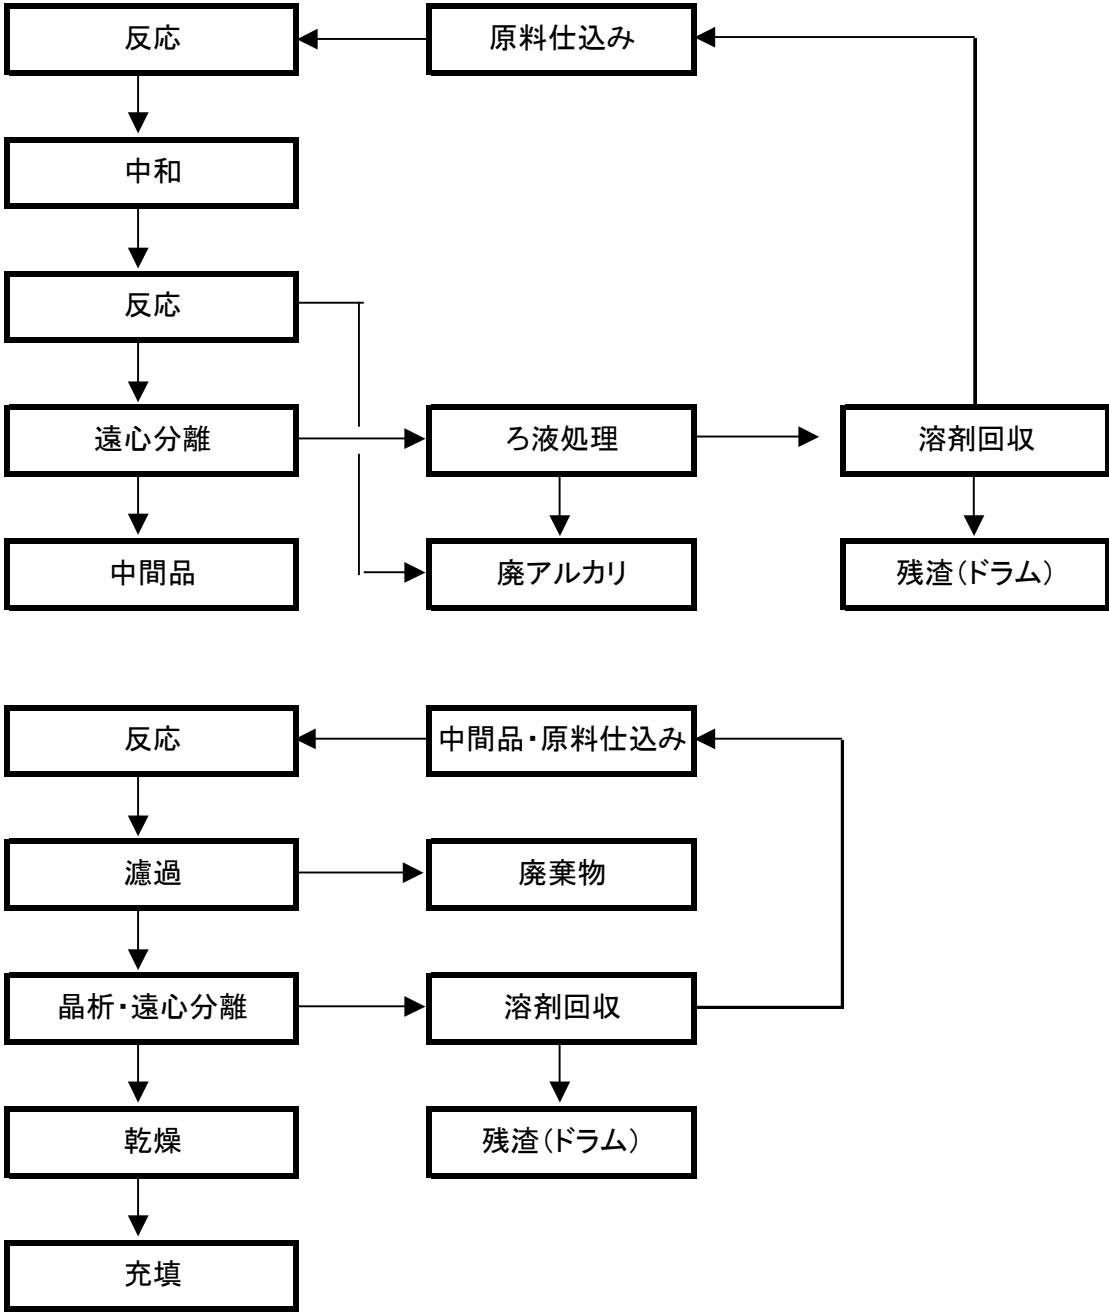 反応
原料仕込み
中和
反応
遠心分離
ろ液処理
溶剤回収
中間品
廃アルカリ
残渣(ドラム)
反応
中間品・原料仕込み
濾過
廃棄物
晶析・遠心分離
溶剤回収
乾燥
残渣(ドラム)
充填